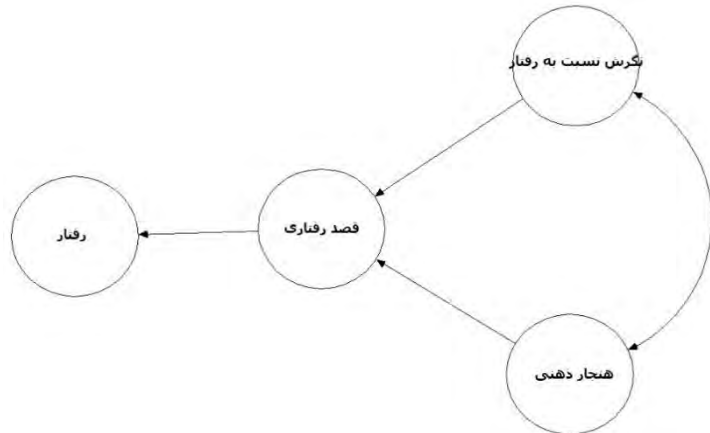 نگرش نسبت به رفتار
قصد رفتاری
رفتار
هنجار ذهنی